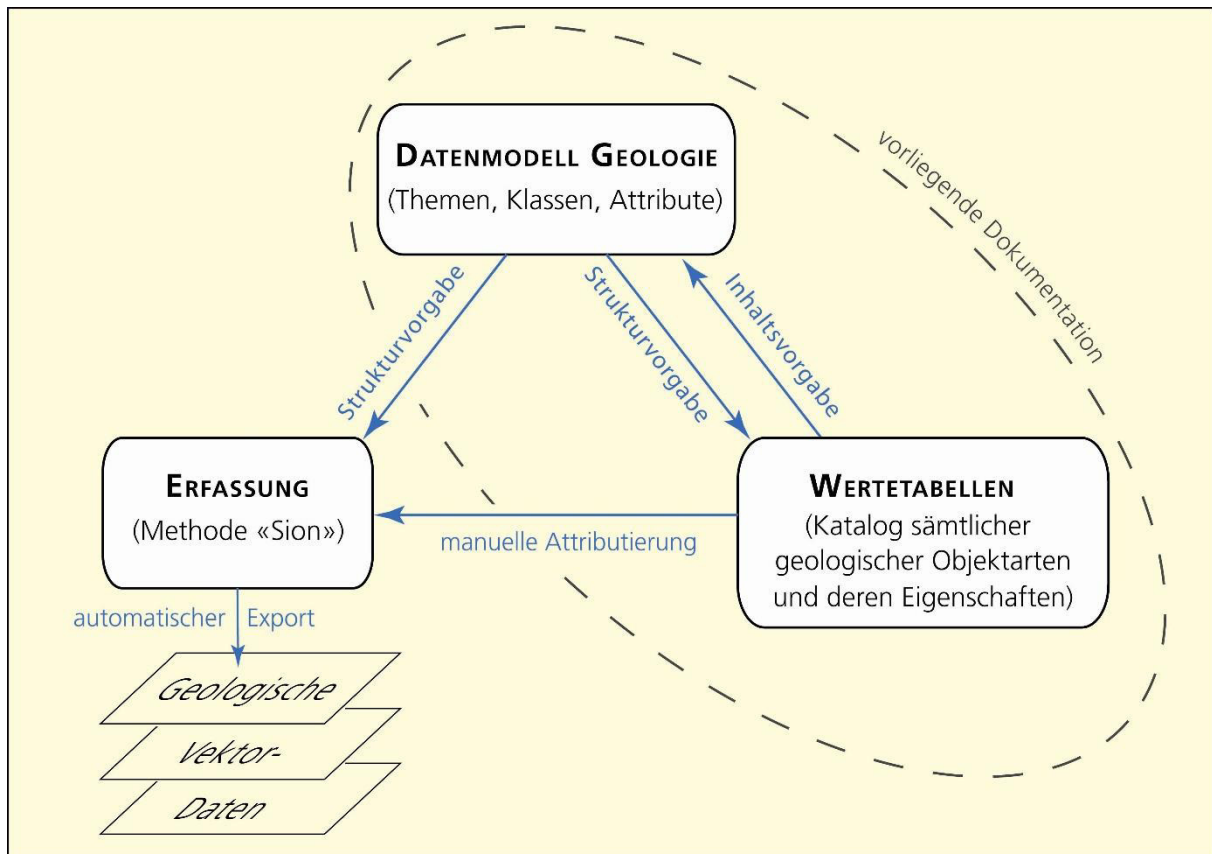 DATENMODELL GEOLOGIE
(Themen, Klassen, Attribute)
vorliegende Dokumentation
Strukturvorgabe
Strukturvorgabe
Inhaltsvorgabe
ERFASSUNG
(Methode «Sion»)
manuelle Attributierung
WERTETABELLEN
(Katalog sämtlicher
geologischer Objektarten
und deren Eigenschaften)
automatischer Export
Geologische
Vektor-
Daten